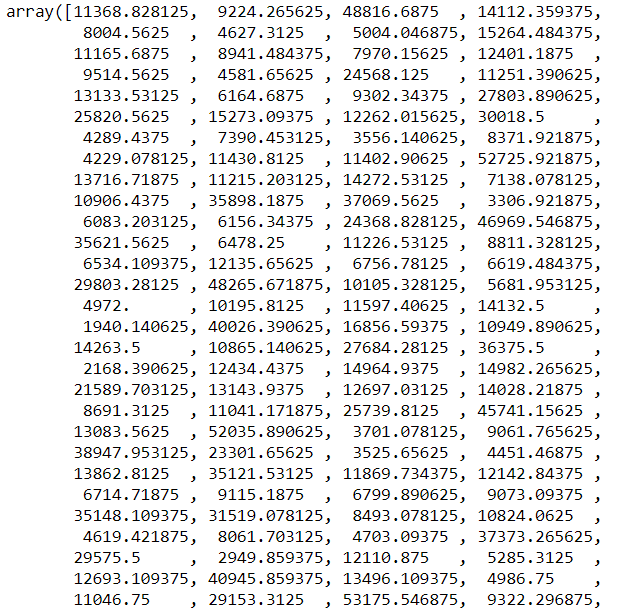 array([11368.828125,  9224.265625, 48816.6875  , 14112.359375,
        8004.5625  ,  4627.3125  ,  5004.046875, 15264.484375,
       11165.6875  ,  8941.484375,  7970.15625 , 12401.1875  ,
        9514.5625  ,  4581.65625 , 24568.125   , 11251.390625,
       13133.53125 ,  6164.6875  ,  9302.34375 , 27803.890625,
       25820.5625  , 15273.09375 , 12262.015625, 30018.5     ,
        4289.4375  ,  7390.453125,  3556.140625,  8371.921875,
        4229.078125, 11430.8125  , 11402.90625 , 52725.921875,
       13716.71875 , 11215.203125, 14272.53125 ,  7138.078125,
       10906.4375  , 35898.1875  , 37069.5625  ,  3306.921875,
        6083.203125,  6156.34375 , 24368.828125, 46969.546875,
       35621.5625  ,  6478.25    , 11226.53125 ,  8811.328125,
        6534.109375, 12135.65625 ,  6756.78125 ,  6619.484375,
       29803.28125 , 48265.671875, 10105.328125,  5681.953125,
        4972.      , 10195.8125  , 11597.40625 , 14132.5     ,
        1940.140625, 40026.390625, 16856.59375 , 10949.890625,
       14263.5     , 10865.140625, 27684.28125 , 36375.5     ,
        2168.390625, 12434.4375  , 14964.9375  , 14982.265625,
       21589.703125, 13143.9375  , 12697.03125 , 14028.21875 ,
        8691.3125  , 11041.171875, 25739.8125  , 45741.15625 ,
       13083.5625  , 52035.890625,  3701.078125,  9061.765625,
       38947.953125, 23301.65625 ,  3525.65625 ,  4451.46875 ,
       13862.8125  , 35121.53125 , 11869.734375, 12142.84375 ,
        6714.71875 ,  9115.1875  ,  6799.890625,  9073.09375 ,
       35148.109375, 31519.078125,  8493.078125, 10824.0625  ,
        4619.421875,  8061.703125,  4703.09375 , 37373.265625,
       29575.5     ,  2949.859375, 12110.875   ,  5285.3125  ,
       12693.109375, 40945.859375, 13496.109375,  4986.75    ,
       11046.75    , 29153.3125  , 53175.546875,  9322.296875,